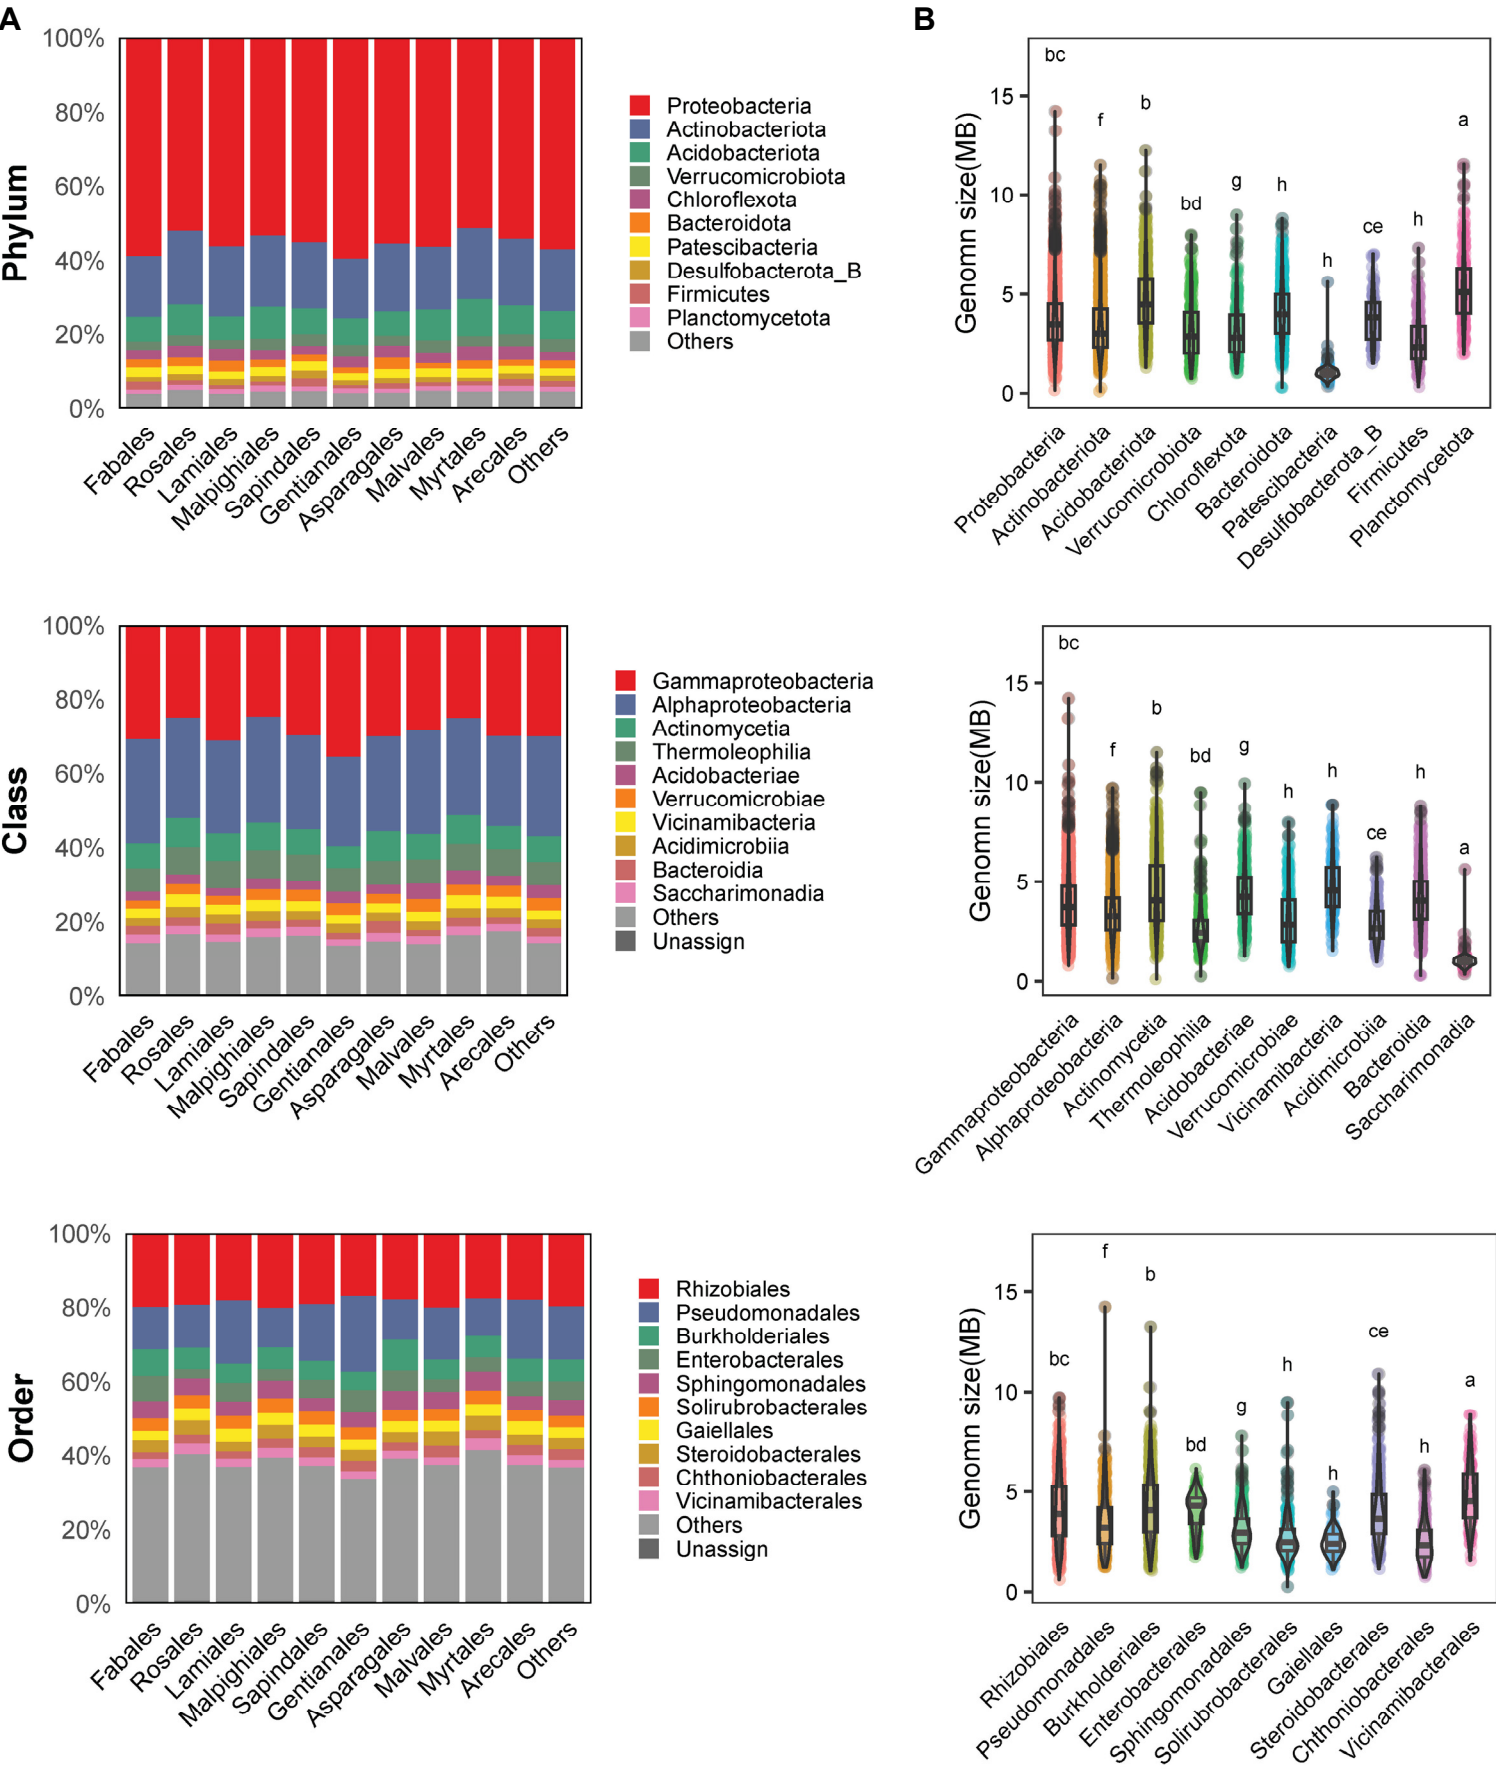 A
Phylum
100%
80%
60%
40%
20%
0%
Fabales
Rosales
Lamiales
Malpighiales
Sapindales
Gentianales
Asparagales
Malvales
Myrtales
Arecales
Others
Proteobacteria
Actinobacteriota
Acidobacteriota
Verrucomicrobiota
Chloroflexota
Bacteroidota
Patescibacteria
Desulfobacterota_B
Firmicutes
Planctomycetota
Others
B
Genomn size(MB)
15
10
5
0
bc
f
b
bd
g
h
h
ce
h
a
Proteobacteria
Actinobacteriota
Acidobacteriota
Verrucomicrobiota
Chloroflexota
Bacteroidota
Patescibacteria
Desulfobacterota_B
Firmicutes
Planctomycetota
Class
100%
80%
60%
40%
20%
0%
Fabales
Rosales
Lamiales
Malpighiales
Sapindales
Gentianales
Asparagales
Malvales
Myrtales
Arecales
Others
Gammaproteobacteria
Alphaproteobacteria
Actinomycetia
Thermoleophilia
Acidobacteriae
Verrucomicrobiae
Vicinamibacteria
Acidimicrobiia
Bacteroidia
Saccharimonadia
Others
Unassign
Genomn size(MB)
15
10
5
0
bc
f
b
bd
g
h
h
ce
h
a
Gammaproteobacteria
Alphaproteobacteria
Actinomycetia
Thermoleophilia
Acidobacteriae
Verrucomicrobiae
Vicinamibacteria
Acidimicrobiia
Bacteroidia
Saccharimonadia
Order
100%
80%
60%
40%
20%
0%
Fabales
Rosales
Lamiales
Malpighiales
Sapindales
Gentianales
Asparagales
Malvales
Myrtales
Arecales
Others
Rhizobiales
Pseudomonadales
Burkholderiales
Enterobacterales
Sphingomonadales
Solirubrobacterales
Gaiellales
Steroidobacterales
Chthoniobacterales
Vicinamibacterales
Others
Unassign
Genomn size(MB)
15
10
5
0
bc
f
b
bd
g
h
h
ce
h
a
Rhizobiales
Pseudomonadales
Burkholderiales
Enterobacterales
Sphingomonadales
Solirubrobacterales
Gaiellales
Steroidobacterales
Chthoniobacterales
Vicinamibacterales